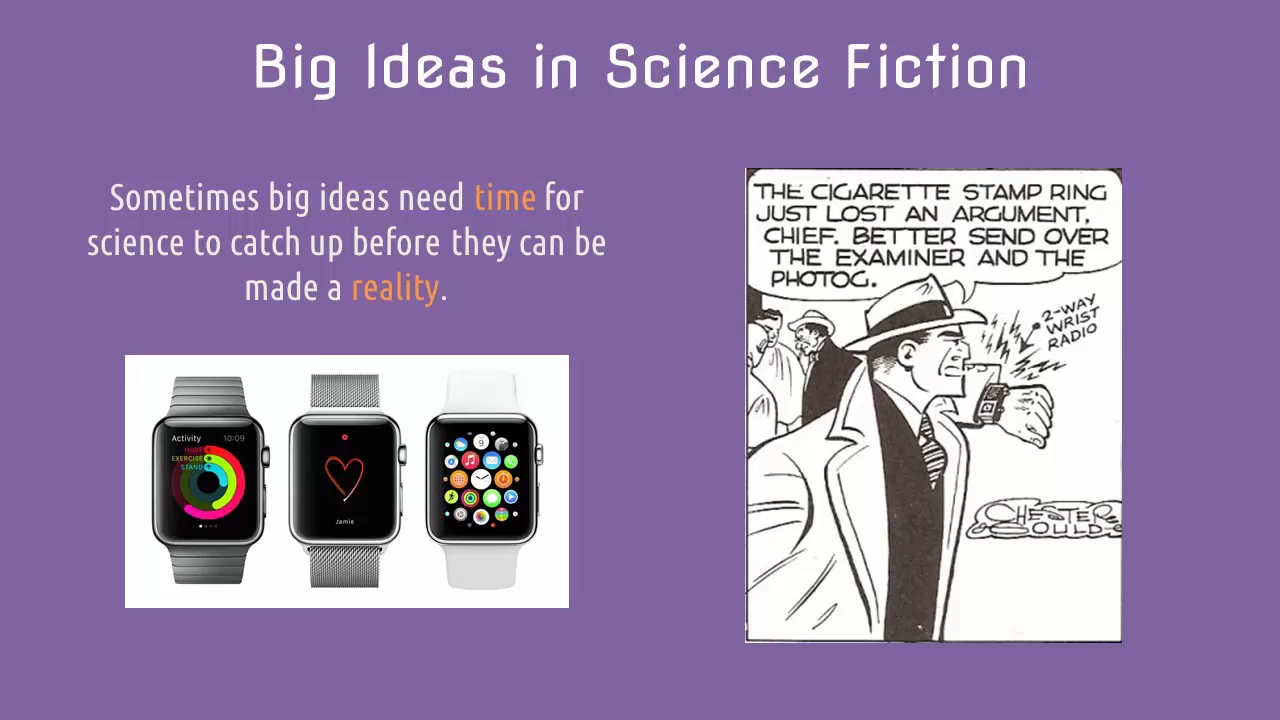 Big Ideas in Science Fiction
Sometimes big ideas need time for
science to catch up before they can be
made a reality.
THE CIGARETTE STAMP RING
JUST LOST AN ARGUMENT,
CHIEF. BETTER SEND OVER
THE EXAMINER AND THE
PHOTOG.
2-WAY
WRIST
RADIO
CHESTER
GOULD
Activity 10:09
MOVE
EXERCISE
STAND
Jamie
9